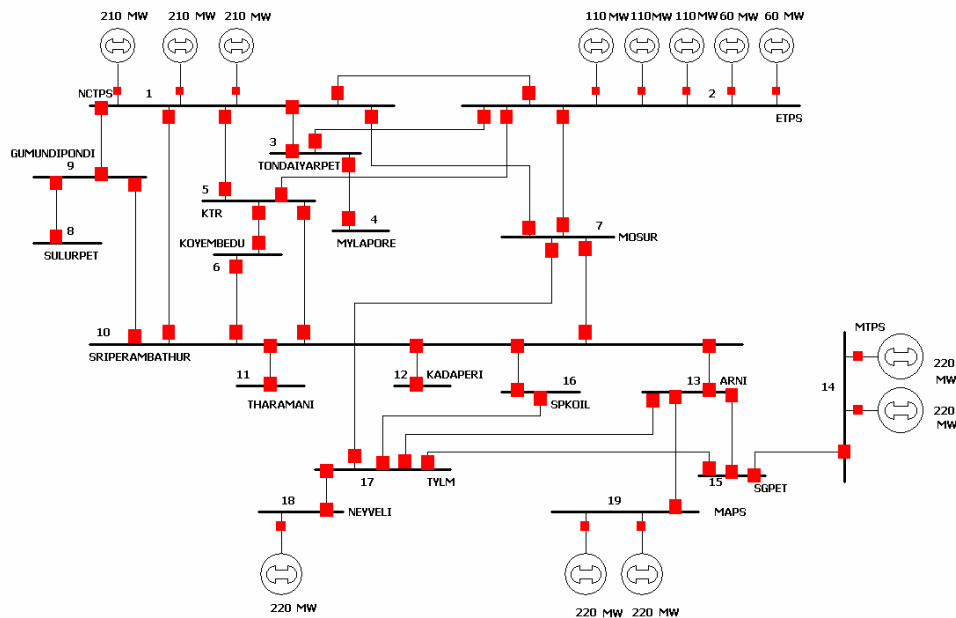 210 MW
210 MW
210 MW
110 MW
110MW
110 MW
60 MW
60 MW
NCTPS
1
2
ETPS
GUMUNDIPONDI
9
3
TONDAIYARPET
5
KTR
4
MYLAPORE
7
MOSUR
8
SULURPET
KOYEMBEDU
6
10
SRIPERAMBATHUR
MTPS
220
MW
14
220
MW
11
THARAMANI
12
KADAPERI
16
SPKOIL
13
ARNI
17
TYLM
15
SGPET
18
NEYVELI
19
MAPS
220 MW
220 MW
220 MW